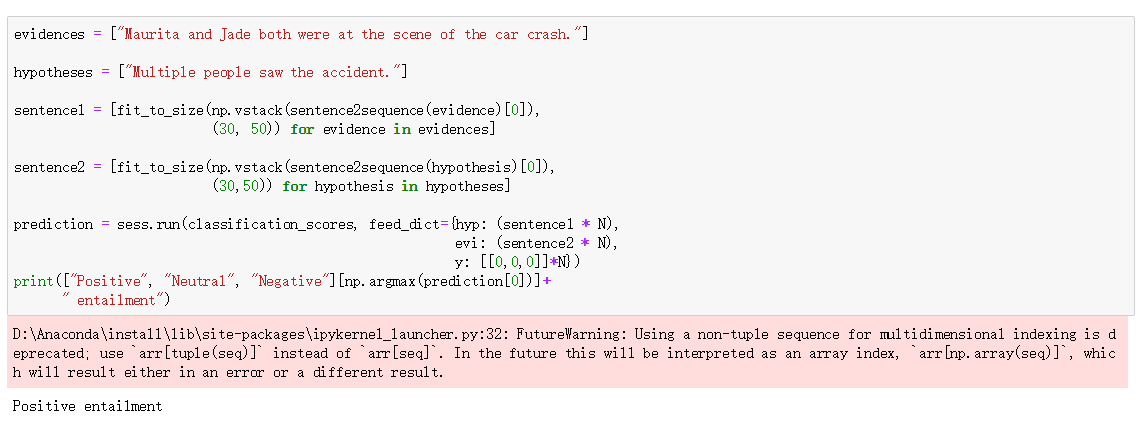 evidences = ["Maurita and Jade both were at the scene of the car crash."]
hypotheses = ["Multiple people saw the accident."]
sentence1 = [fit_to_size(np.vstack(sentence2sequence(evidence)[0]),
(30, 50)) for evidence in evidences]
sentence2 = [fit_to_size(np.vstack(sentence2sequence(hypothesis)[0]),
(30,50)) for hypothesis in hypotheses]
prediction = sess.run(classification_scores, feed_dict={hyp: (sentence1 * N),
evi: (sentence2 * N),
y: [[0,0,0]]*N})
print(["Positive", "Neutral", "Negative"][np.argmax(prediction[0])]+
" entailment")
D:\Anaconda\install\lib\site-packages\ipykernel_launcher.py:32: FutureWarning: Using a non-tuple sequence for multidimensional indexing is d
eprecated; use `arr[tuple(seq)]` instead of `arr[seq]`. In the future this will be interpreted as an array index, `arr[np.array(seq)]`, whic
h will result either in an error or a different result.
Positive entailment